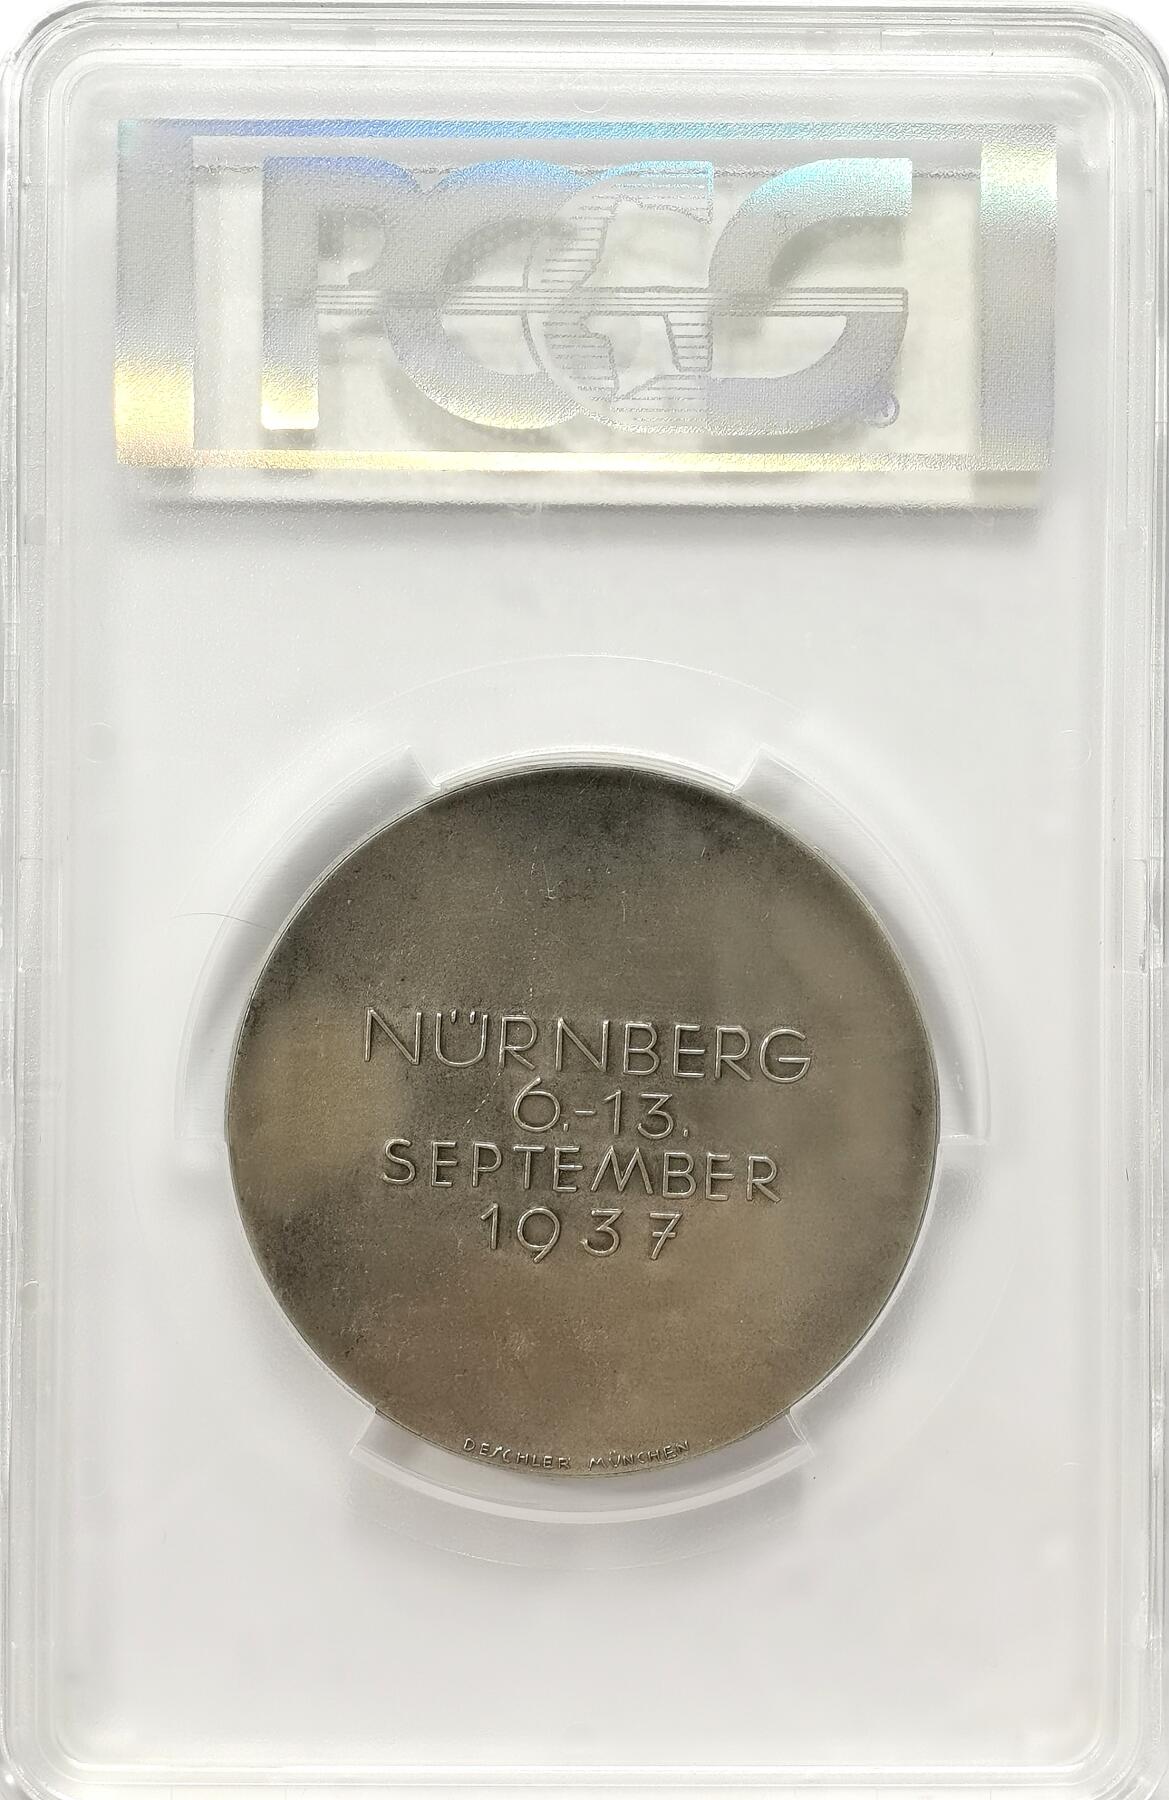 PCGS
NÜRNBERG
6.-13.
SEPTEMBER
1937
DESCHLER MÜNCHEN